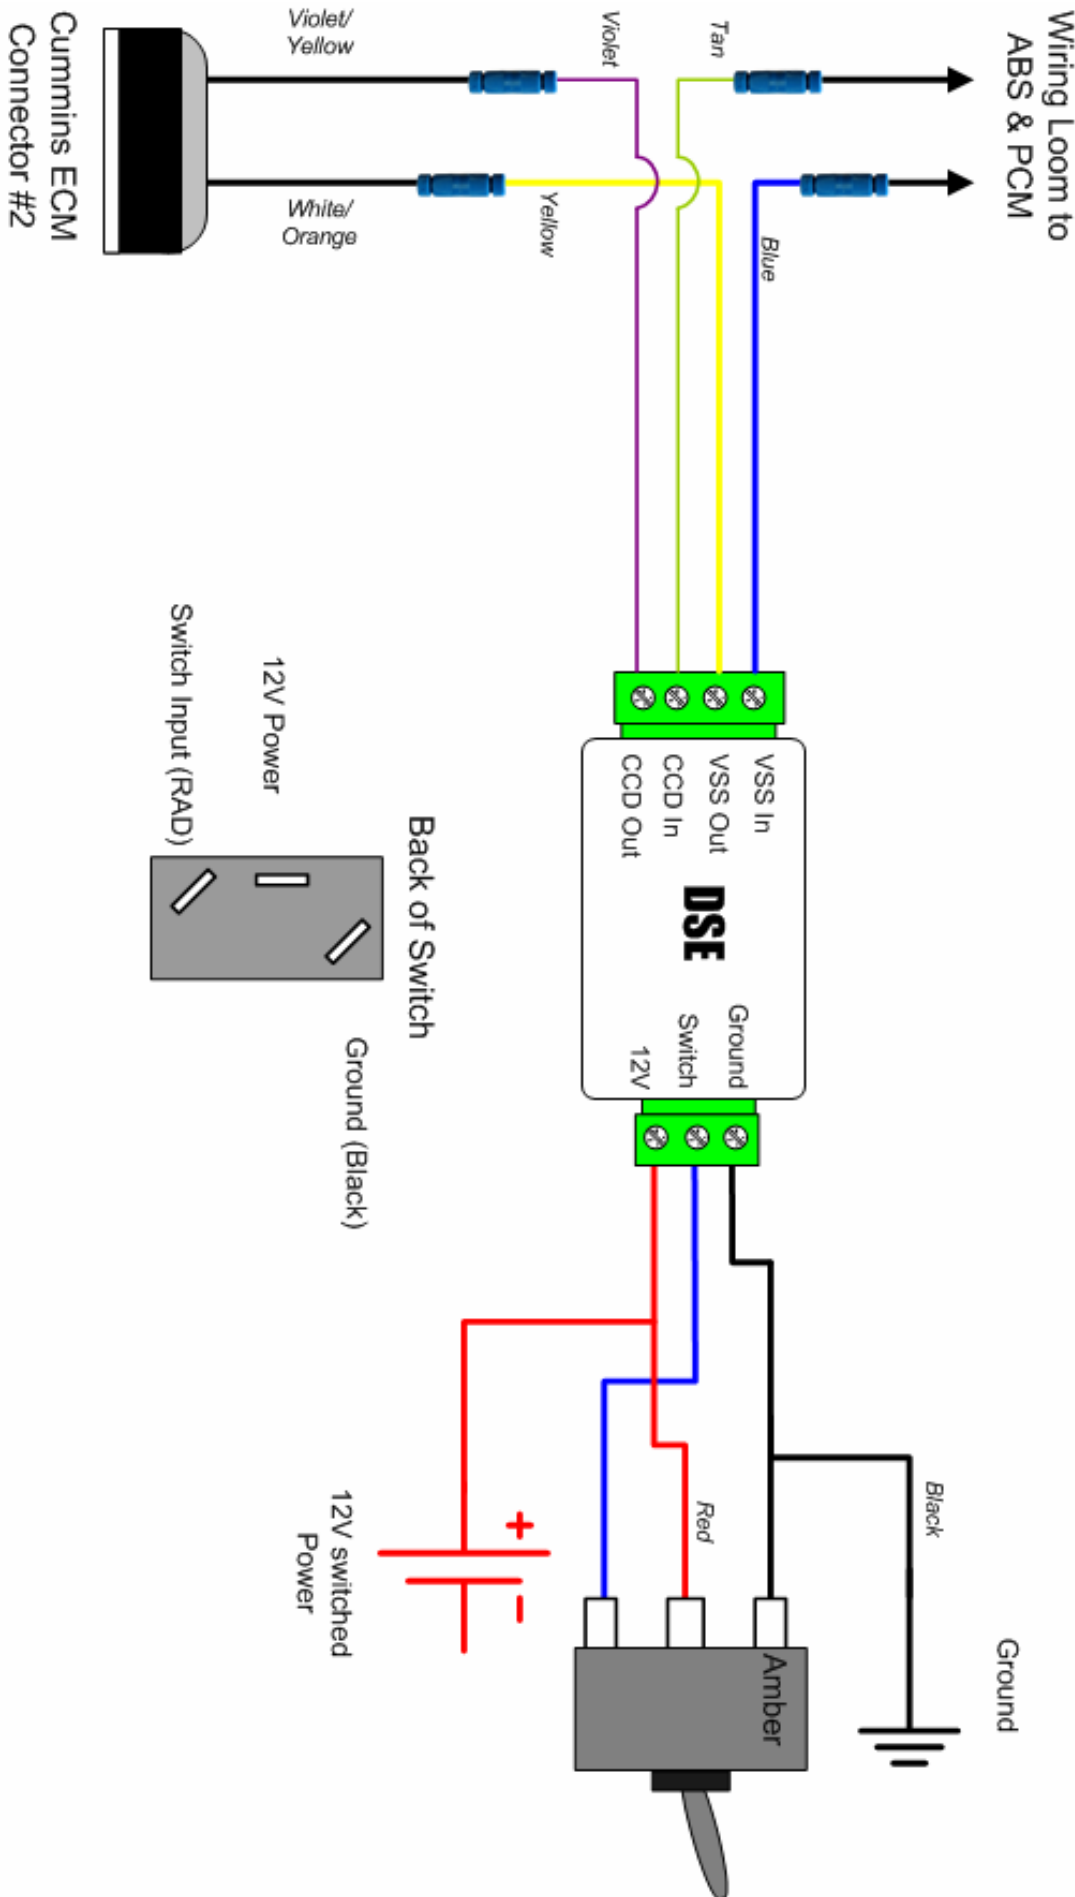 Wiring Loom to
ABS & PCM
Tan
Blue
Violet
Yellow
Violet/
Yellow
White/
Orange
Cummins ECM
Connector #2
VSS In
VSS Out
CCD In
CCD Out
DSE
Ground
Switch
12V
Back of Switch
12V Power
Switch Input (RAD)
Ground (Black)
Black
Red
Ground
Amber
+
-
12V switched
Power